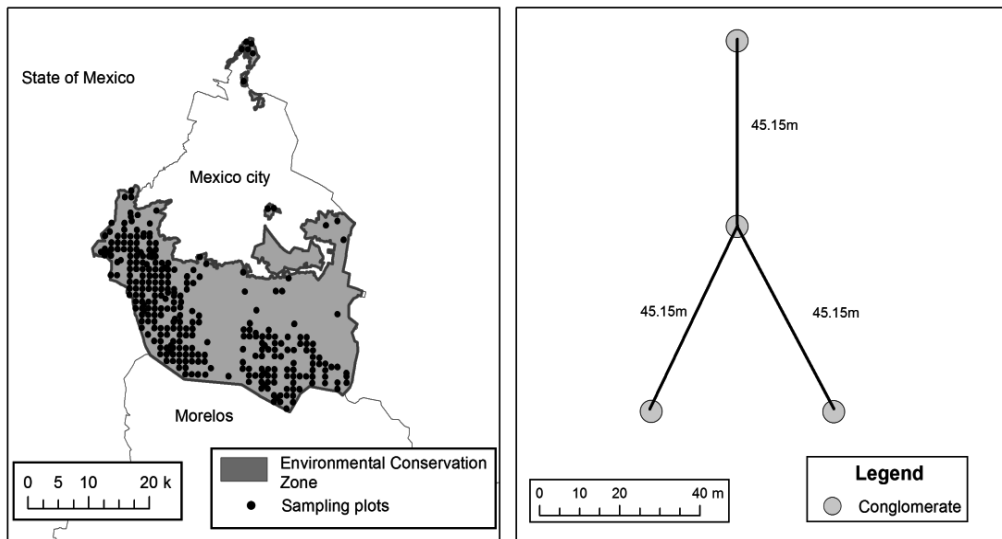 State of Mexico
Mexico city
Morelos
0 5 10 20 k
Environmental Conservation
Zone
Sampling plots
45.15m
45.15m
45.15m
0 10 20 40 m
Legend
Conglomerate